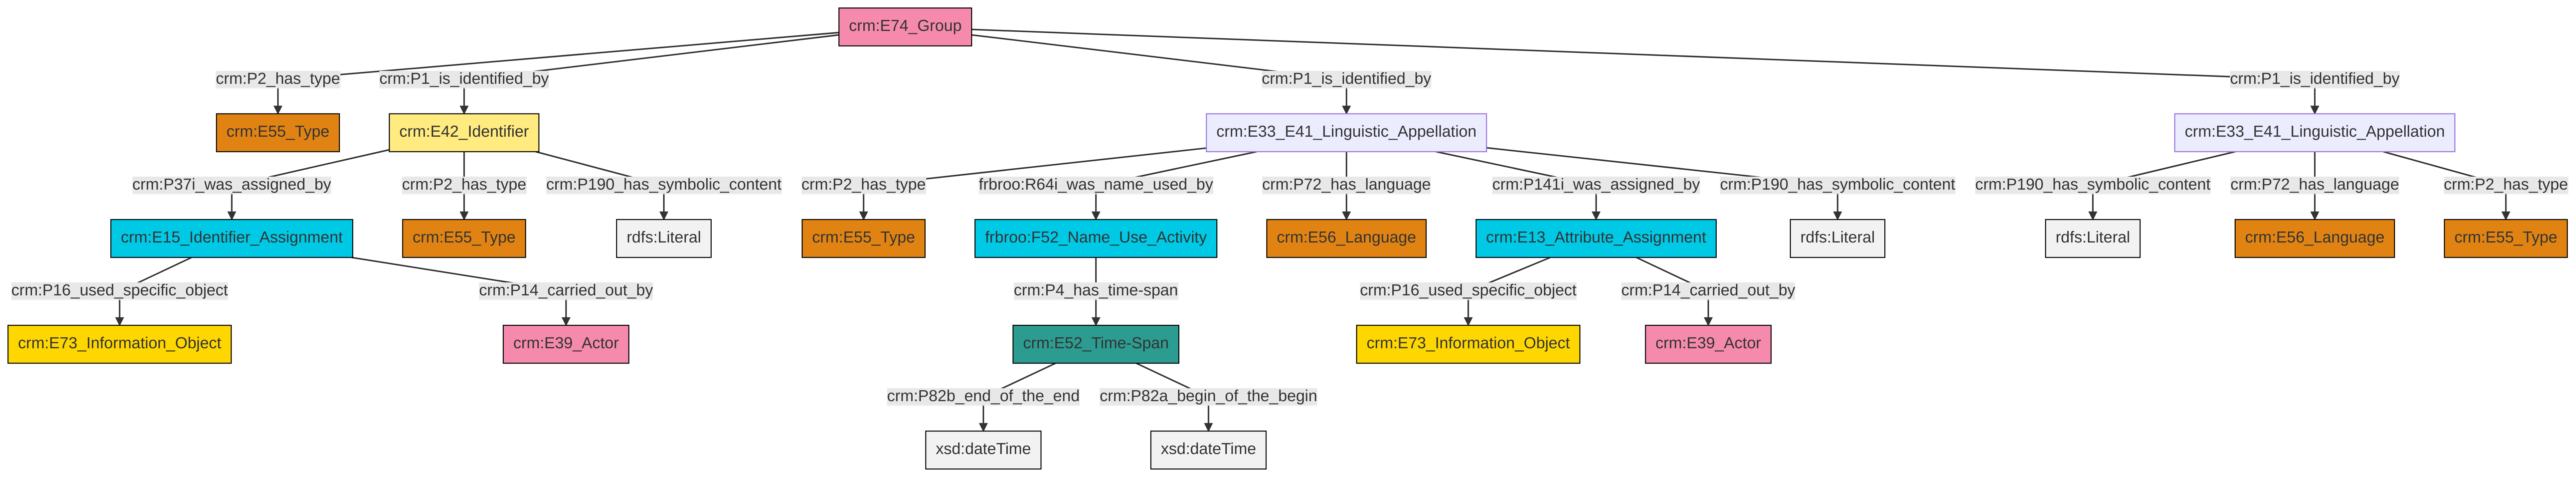 crm:E74_Group
crm:P2_has_type
crm:P1_is_identified_by
crm:P1_is_identified_by
crm:P1_is_identified_by
crm:E55_Type
crm:E42_Identifier
crm:E33_E41_Linguistic_Appellation
crm:E33_E41_Linguistic_Appellation
crm:P37i_was_assigned_by
crm:P2_has_type
crm:P190_has_symbolic_content
crm:P2_has_type
frbroo:R64i_was_name_used_by
crm:P72_has_language
crm:P141i_was_assigned_by
crm:P190_has_symbolic_content
crm:P190_has_symbolic_content
crm:P72_has_language
crm:P2_has_type
crm:E15_Identifier_Assignment
crm:E55_Type
rdfs:Literal
crm:E55_Type
frbroo:F52_Name_Use_Activity
crm:E56_Language
crm:E13_Attribute_Assignment
rdfs:Literal
rdfs:Literal
crm:E56_Language
crm:E55_Type
crm:P16_used_specific_object
crm:P14_carried_out_by
crm:P4_has_time-span
crm:P16_used_specific_object
crm:P14_carried_out_by
crm:E73_Information_Object
crm:E39_Actor
crm:E52_Time-Span
crm:E73_Information_Object
crm:E39_Actor
crm:P82b_end_of_the_end
crm:P82a_begin_of_the_begin
xsd:dateTime
xsd:dateTime